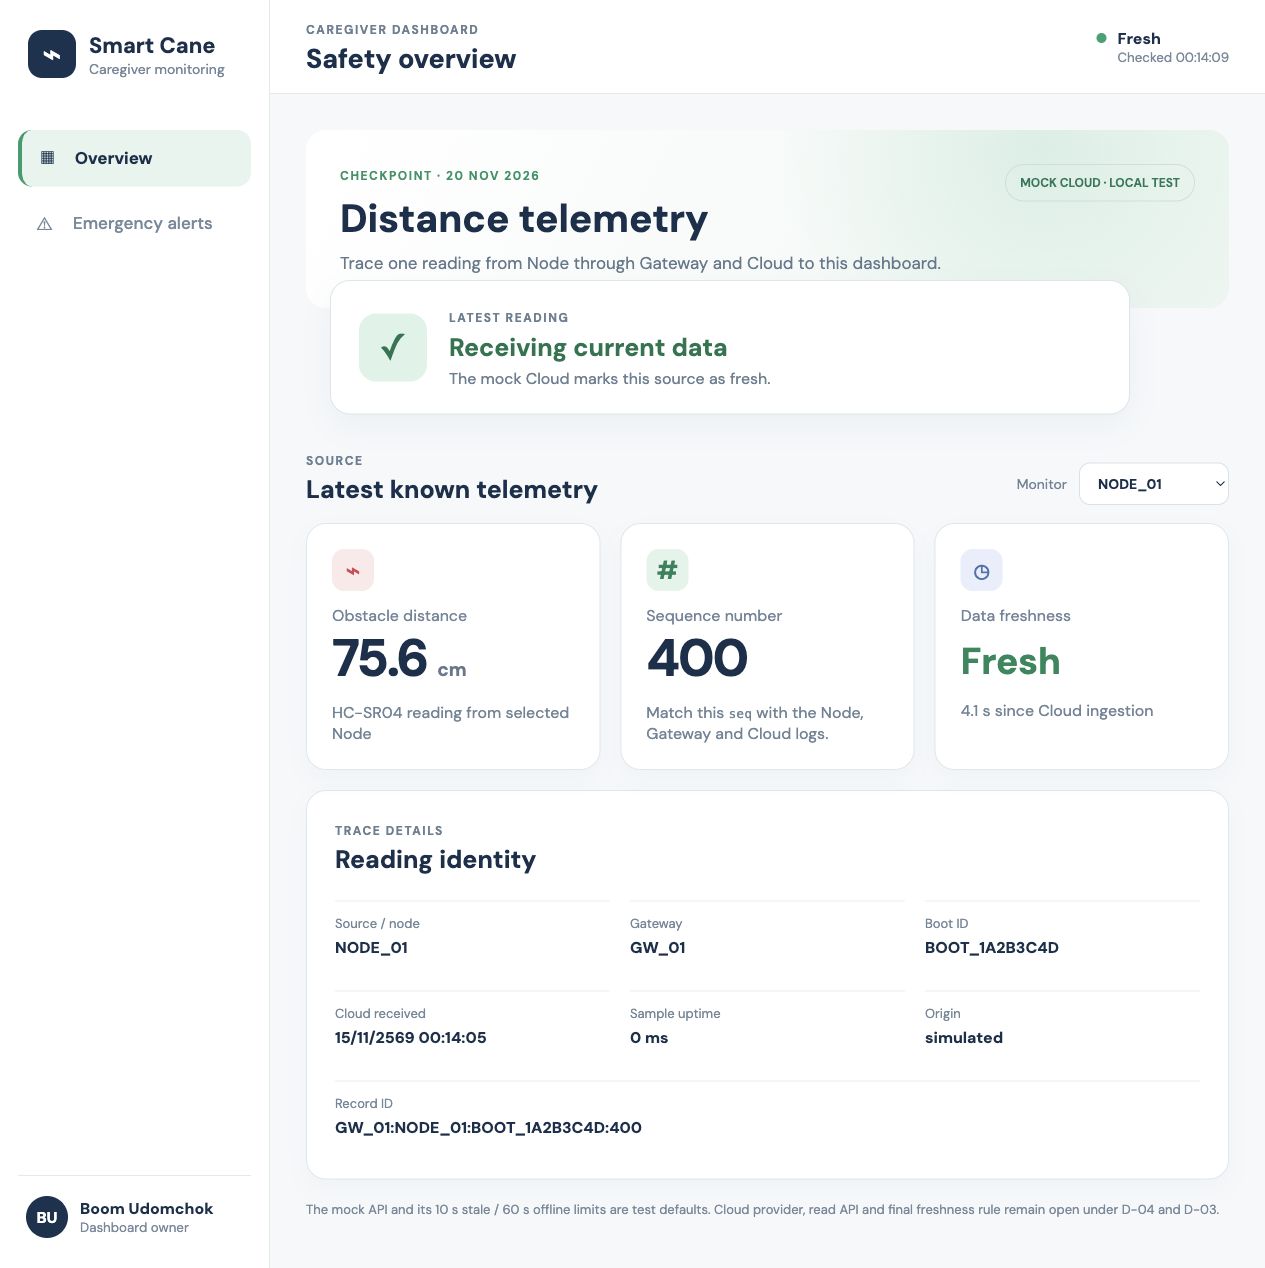 Smart Cane
Caregiver monitoring
Overview
Emergency alerts
BU
Boom Udomchok
Dashboard owner
CAREGIVER DASHBOARD
Safety overview
Fresh
Checked 00:14:09
CHECKPOINT · 20 NOV 2026
MOCK CLOUD · LOCAL TEST
Distance telemetry
Trace one reading from Node through Gateway and Cloud to this dashboard.
LATEST READING
Receiving current data
The mock Cloud marks this source as fresh.
SOURCE
Latest known telemetry
Monitor
NODE_01
Obstacle distance
75.6 cm
HC-SR04 reading from selected
Node
#
Sequence number
400
Match this seq with the Node,
Gateway and Cloud logs.
Data freshness
Fresh
4.1 s since Cloud ingestion
TRACE DETAILS
Reading identity
Source / node
NODE_01
Gateway
GW_01
Boot ID
BOOT_1A2B3C4D
Cloud received
15/11/2569 00:14:05
Sample uptime
0 ms
Origin
simulated
Record ID
GW_01:NODE_01:BOOT_1A2B3C4D:400
The mock API and its 10 s stale / 60 s offline limits are test defaults. Cloud provider, read API and final freshness rule remain open under D-04 and D-03.